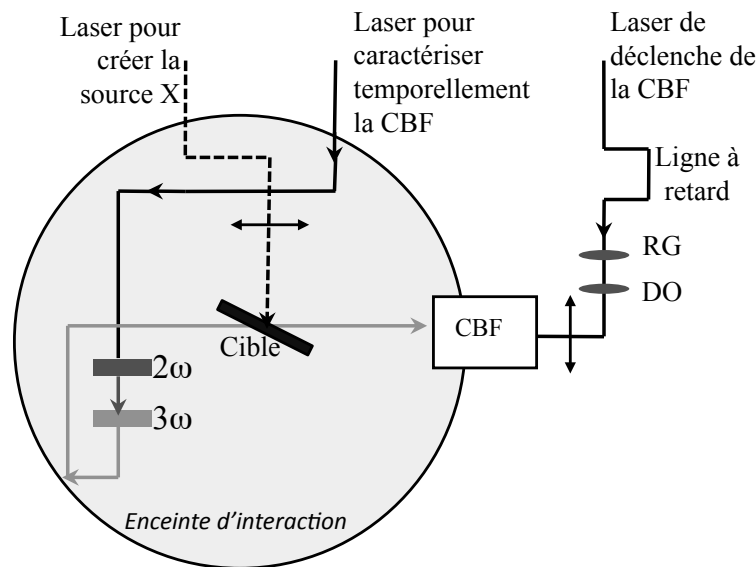 Laser pour
créer la
source X
Laser pour
caractériser
temporellement
la CBF
Laser de
déclenche de
la CBF
Ligne à
retard
RG
DO
CBF
Cible
2ω
3ω
Enceinte d'interaction